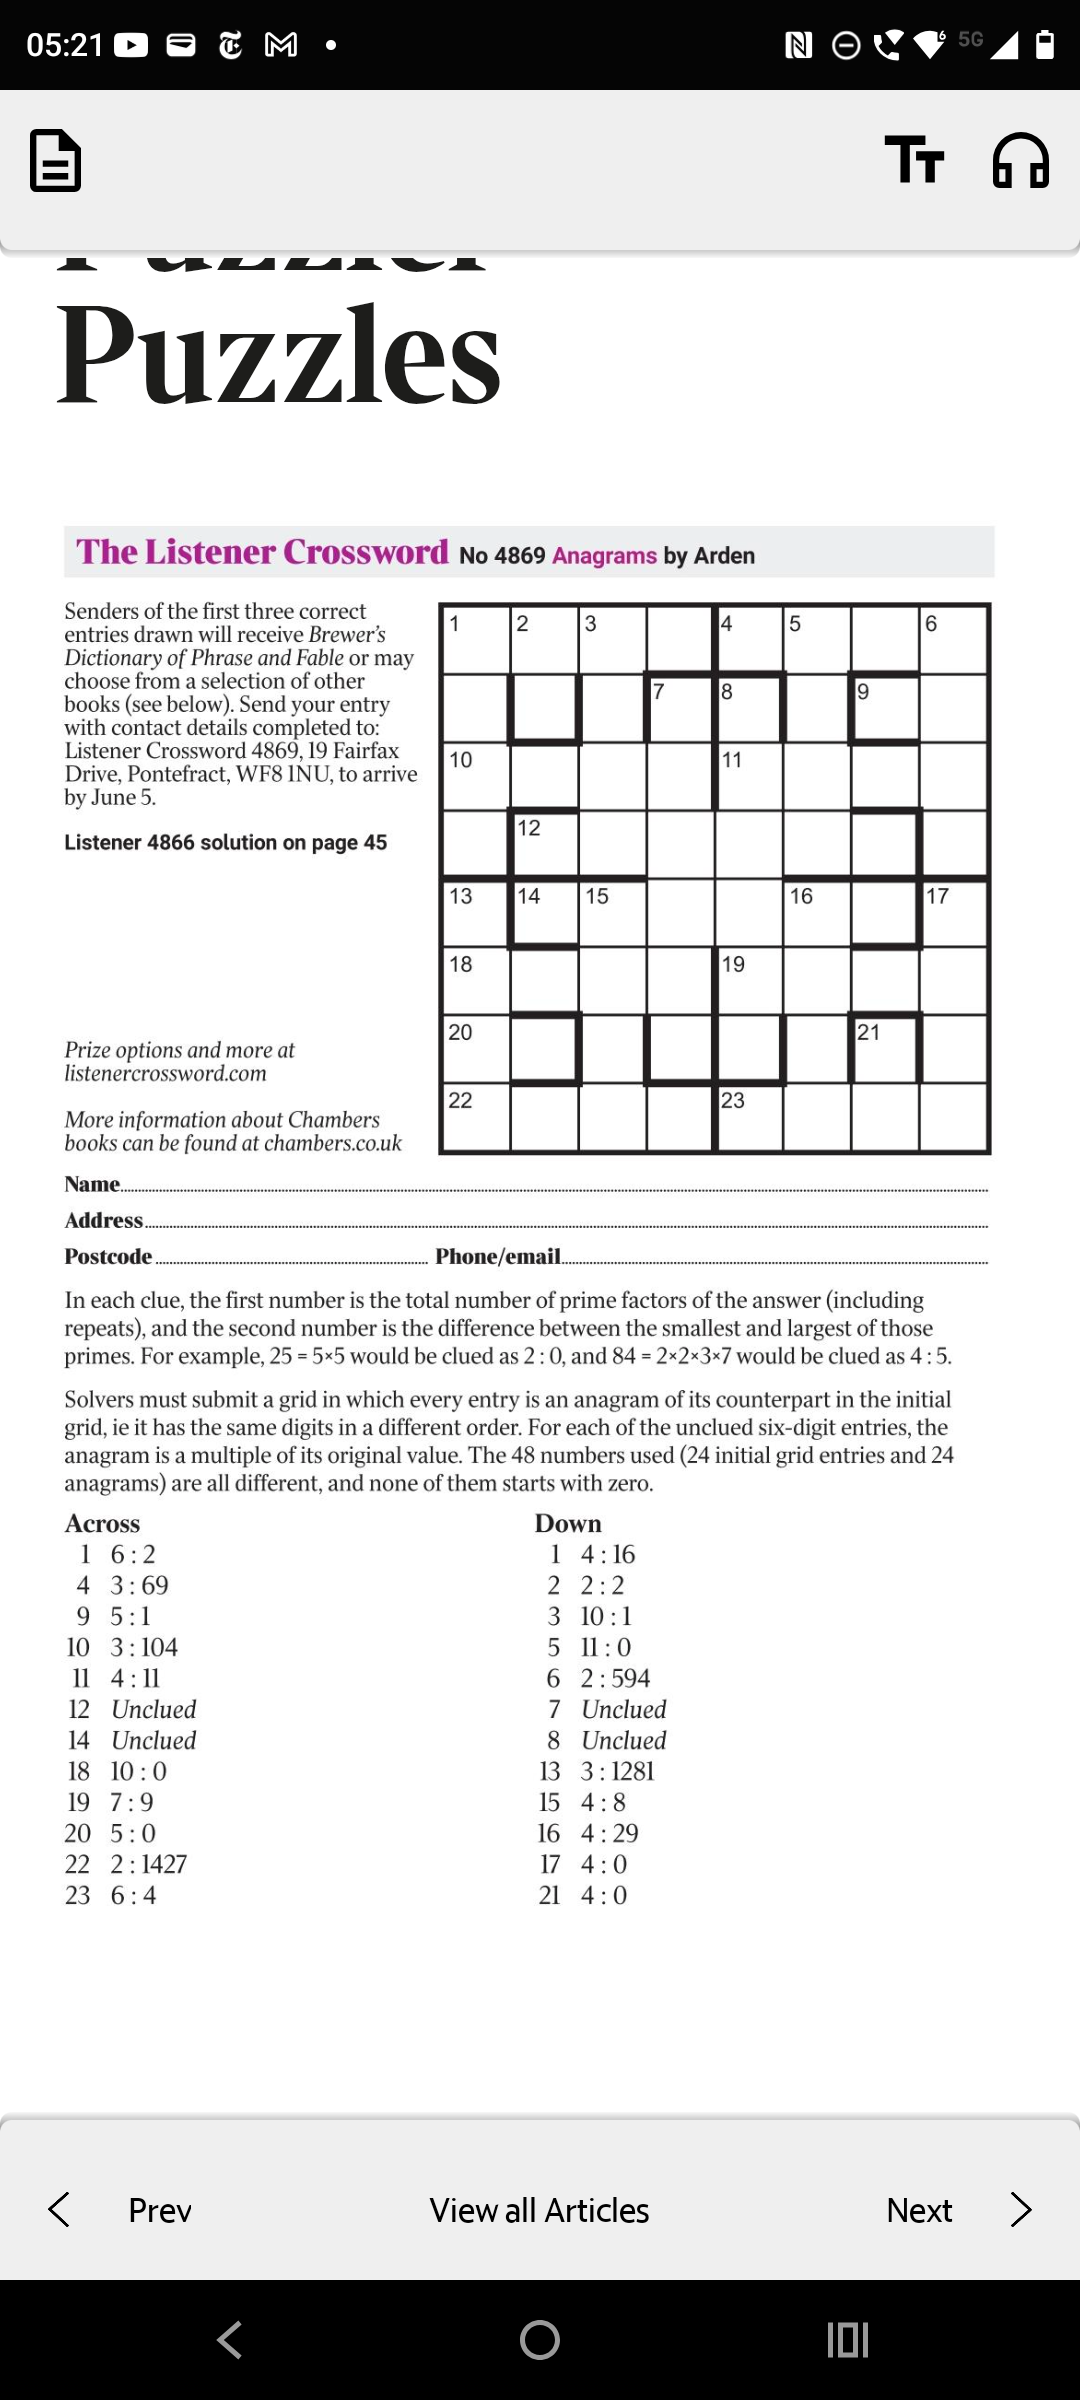 05:21
5G
Puzzles
The Listener Crossword No 4869 Anagrams by Arden
Senders of the first three correct
entries drawn will receive Brewer's
Dictionary of Phrase and Fable or may
choose from a selection of other
books (see below). Send your entry
with contact details completed to:
Listener Crossword 4869, 19 Fairfax
Drive, Pontefract, WF8 1NU, to arrive
by June 5.
Listener 4866 solution on page 45
Prize options and more at
listenercrossword.com
More information about Chambers
books can be found at chambers.co.uk
1 2 3 4 5 6
7 8 9
10 11
12
13 14 15 16 17
18 19
20 21
22 23
Name
Address
Postcode Phone/email
In each clue, the first number is the total number of prime factors of the answer (including
repeats), and the second number is the difference between the smallest and largest of those
primes. For example, 25 = 5×5 would be clued as 2 : 0, and 84 = 2×2×3×7 would be clued as 4 : 5.
Solvers must submit a grid in which every entry is an anagram of its counterpart in the initial
grid, ie it has the same digits in a different order. For each of the unclued six-digit entries, the
anagram is a multiple of its original value. The 48 numbers used (24 initial grid entries and 24
anagrams) are all different, and none of them starts with zero.
Across
1 6 : 2
4 3 : 69
9 5 : 1
10 3 : 104
11 4 : 11
12 Unclued
14 Unclued
18 10 : 0
19 7 : 9
20 5 : 0
22 2 : 1427
23 6 : 4
Down
1 4 : 16
2 2 : 2
3 10 : 1
5 11 : 0
6 2 : 594
7 Unclued
8 Unclued
13 3 : 1281
15 4 : 8
16 4 : 29
17 4 : 0
21 4 : 0
Prev View all Articles Next